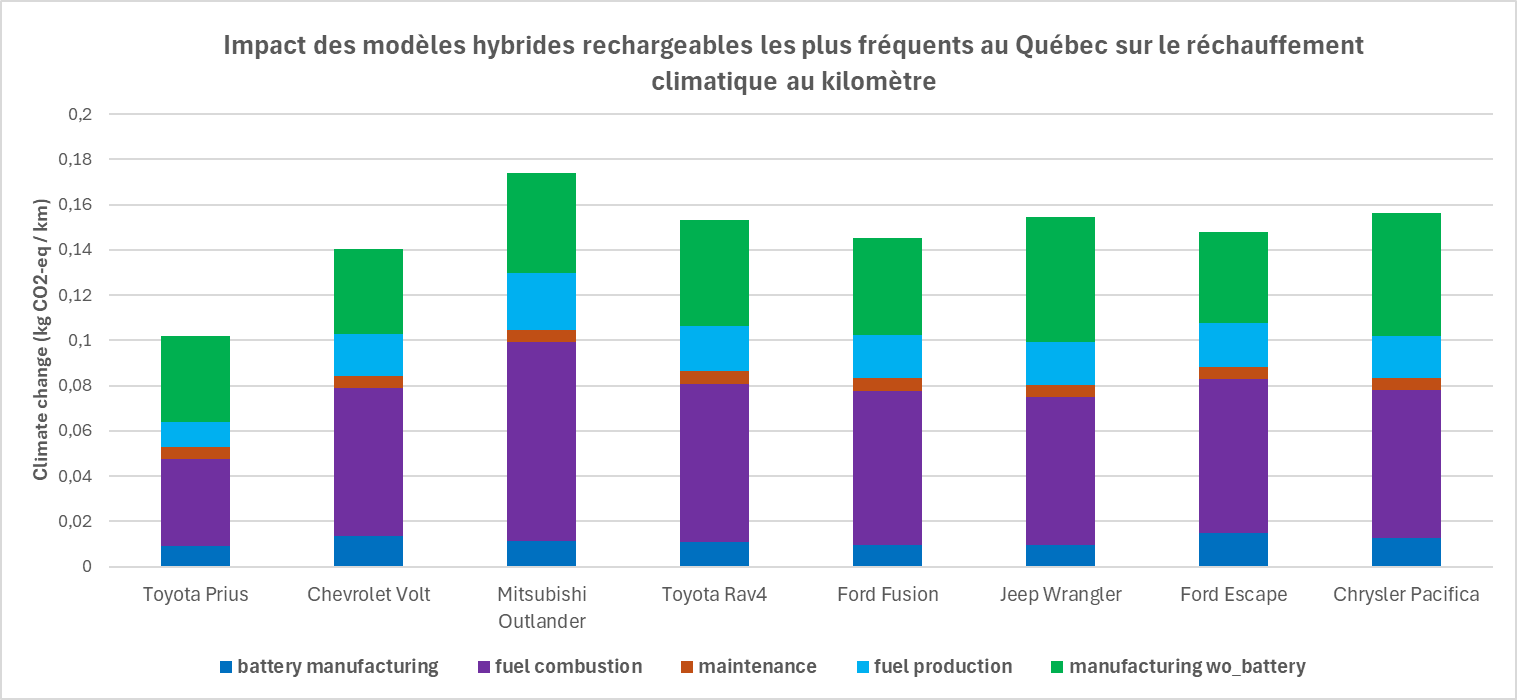 Impact des modèles hybrides rechargeables les plus fréquents au Québec sur le réchauffement
climatique au kilomètre
Climate change (kg CO2-eq / km)
0,2
0,18
0,16
0,14
0,12
0,1
0,08
0,06
0,04
0,02
0
Toyota Prius
Chevrolet Volt
Mitsubishi
Outlander
Toyota Rav4
Ford Fusion
Jeep Wrangler
Ford Escape
Chrysler Pacifica
battery manufacturing
fuel combustion
maintenance
fuel production
manufacturing wo_battery